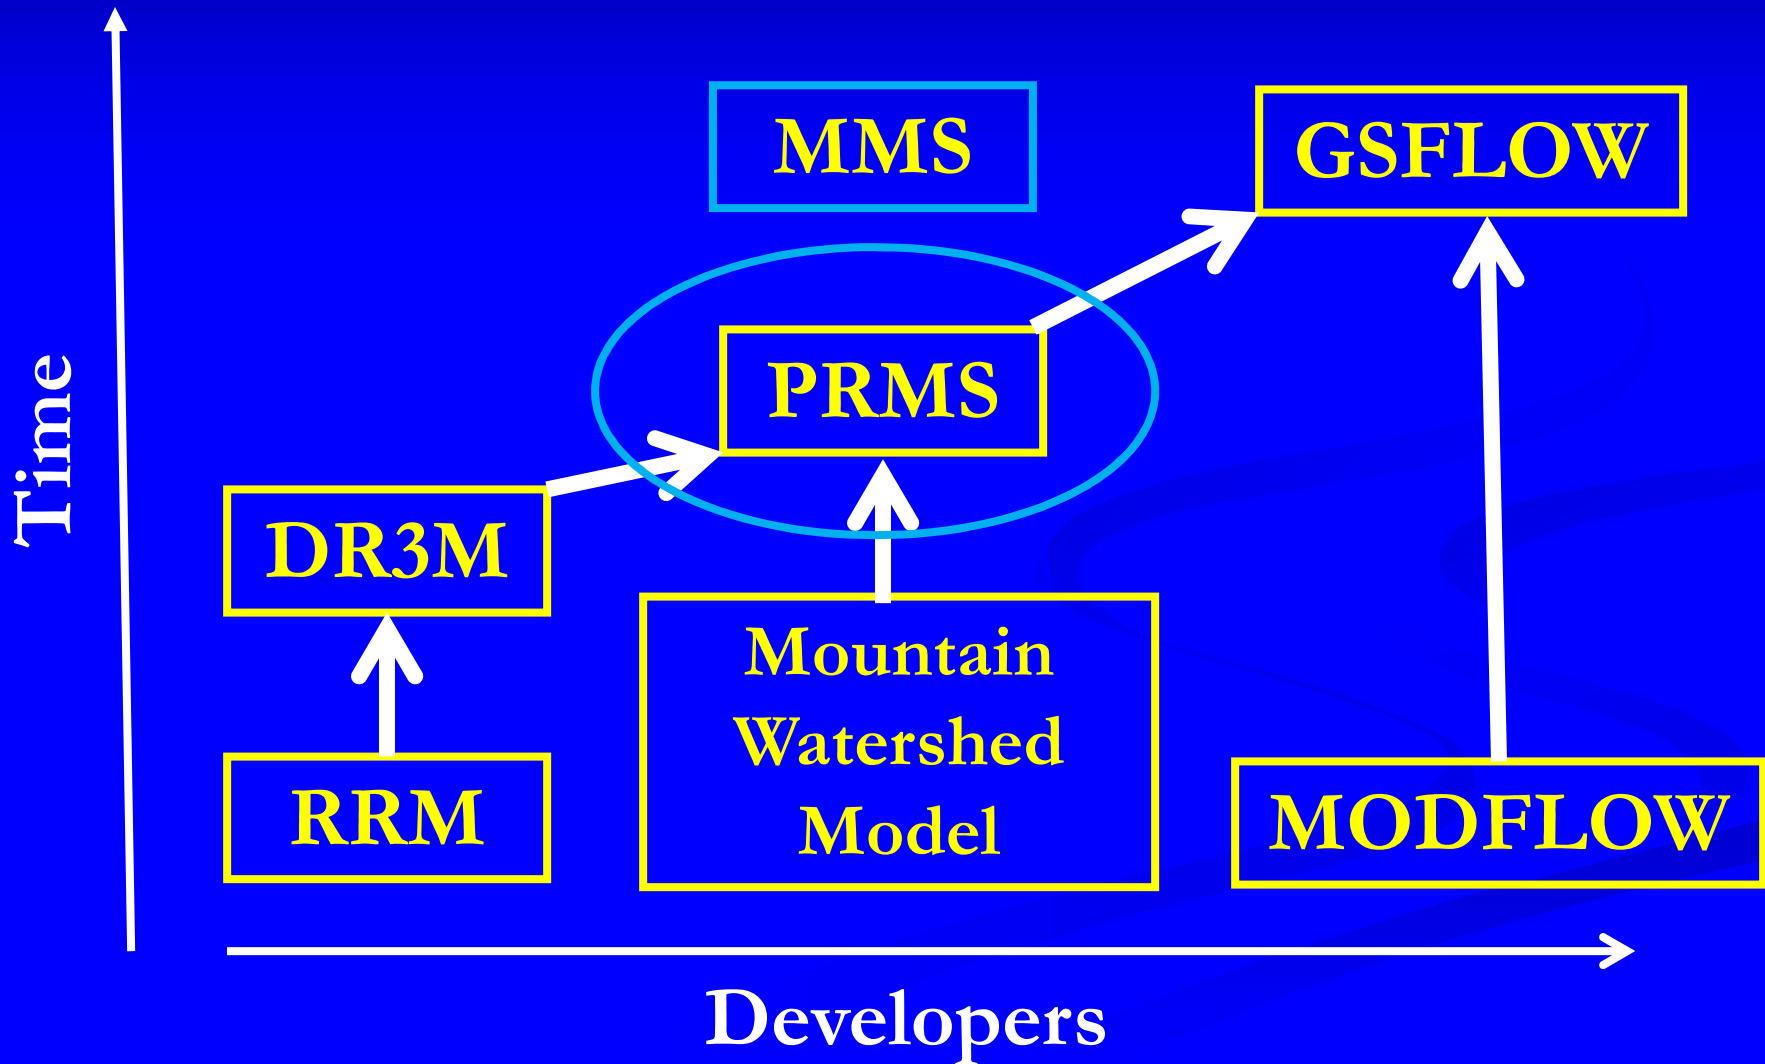 MMS
GSFLOW
Time
PRMS
DR3M
Mountain
Watershed
Model
RRM
MODFLOW
Developers